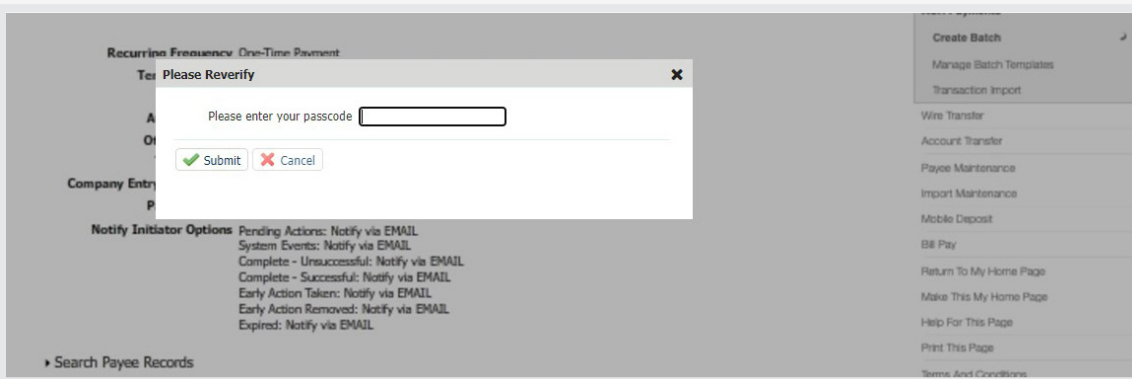 Recurring Frequency One-Time Payment
Please Reverify
Please enter your passcode
Submit Cancel
Company Entry
Notify Initiator Options Pending Actions: Notify via EMAIL
System Events: Notify via EMAIL
Complete - Unsuccessful: Notify via EMAIL
Complete - Successful: Notify via EMAIL
Early Action Taken: Notify via EMAIL
Early Action Removed: Notify via EMAIL
Expired: Notify via EMAIL
Search Payee Records
Create Batch
Manage Batch Templates
Transaction Import
Wire Transfer
Account Transfer
Payee Maintenance
Import Maintenance
Mobile Deposit
Bill Pay
Return To My Home Page
Make This My Home Page
Help For This Page
Print This Page
Terms And Conditions